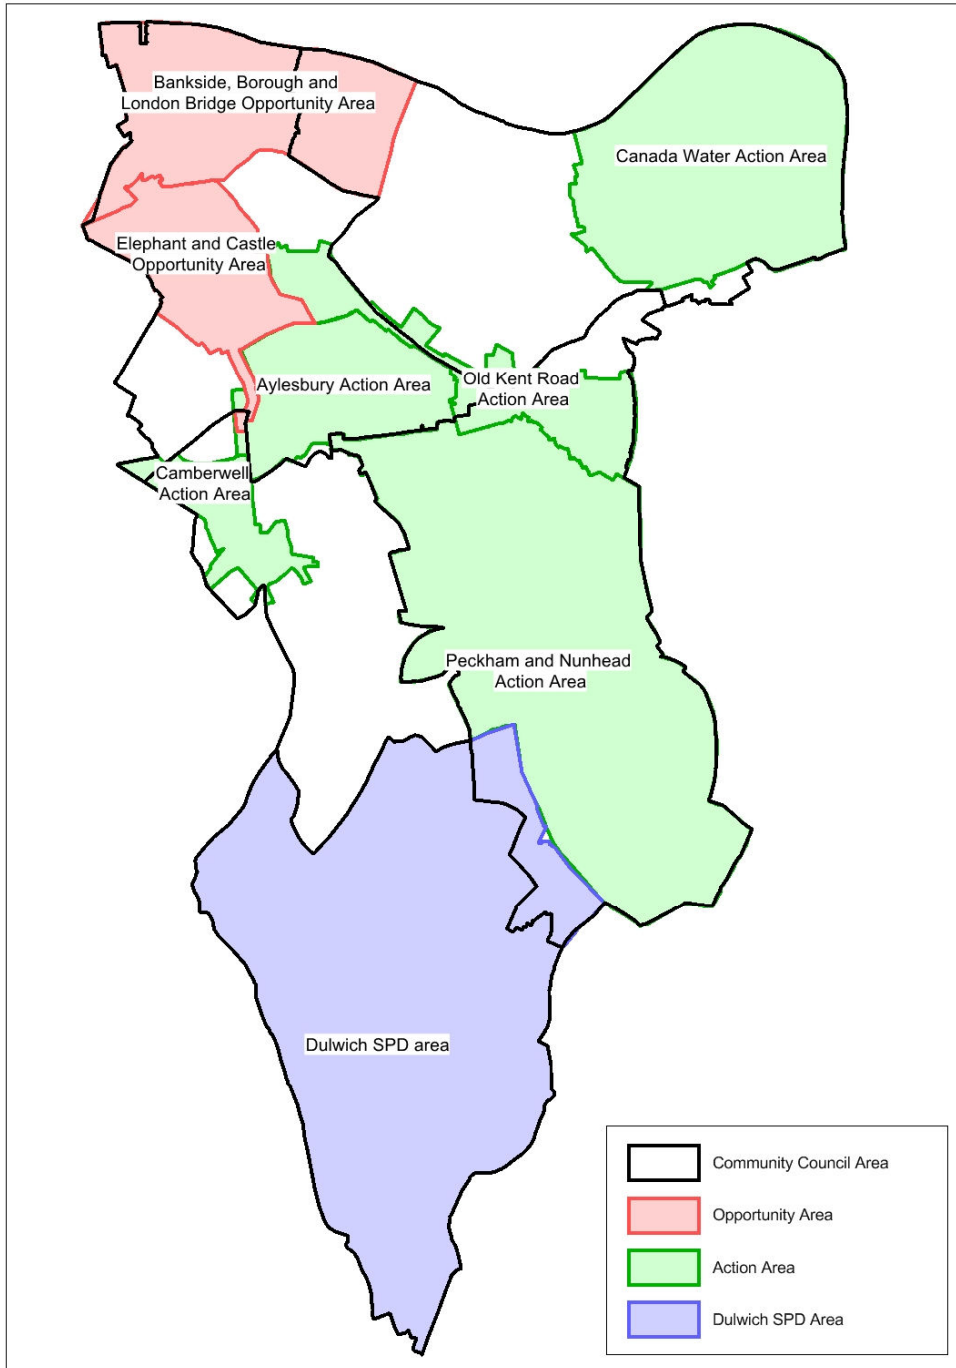 Bankside, Borough and
London Bridge Opportunity Area
Canada Water Action Area
Elephant and Castle
Opportunity Area
Aylesbury Action Area
Old Kent Road
Action Area
Camberwell
Action Area
Peckham and Nunhead
Action Area
Dulwich SPD area
Community Council Area
Opportunity Area
Action Area
Dulwich SPD Area